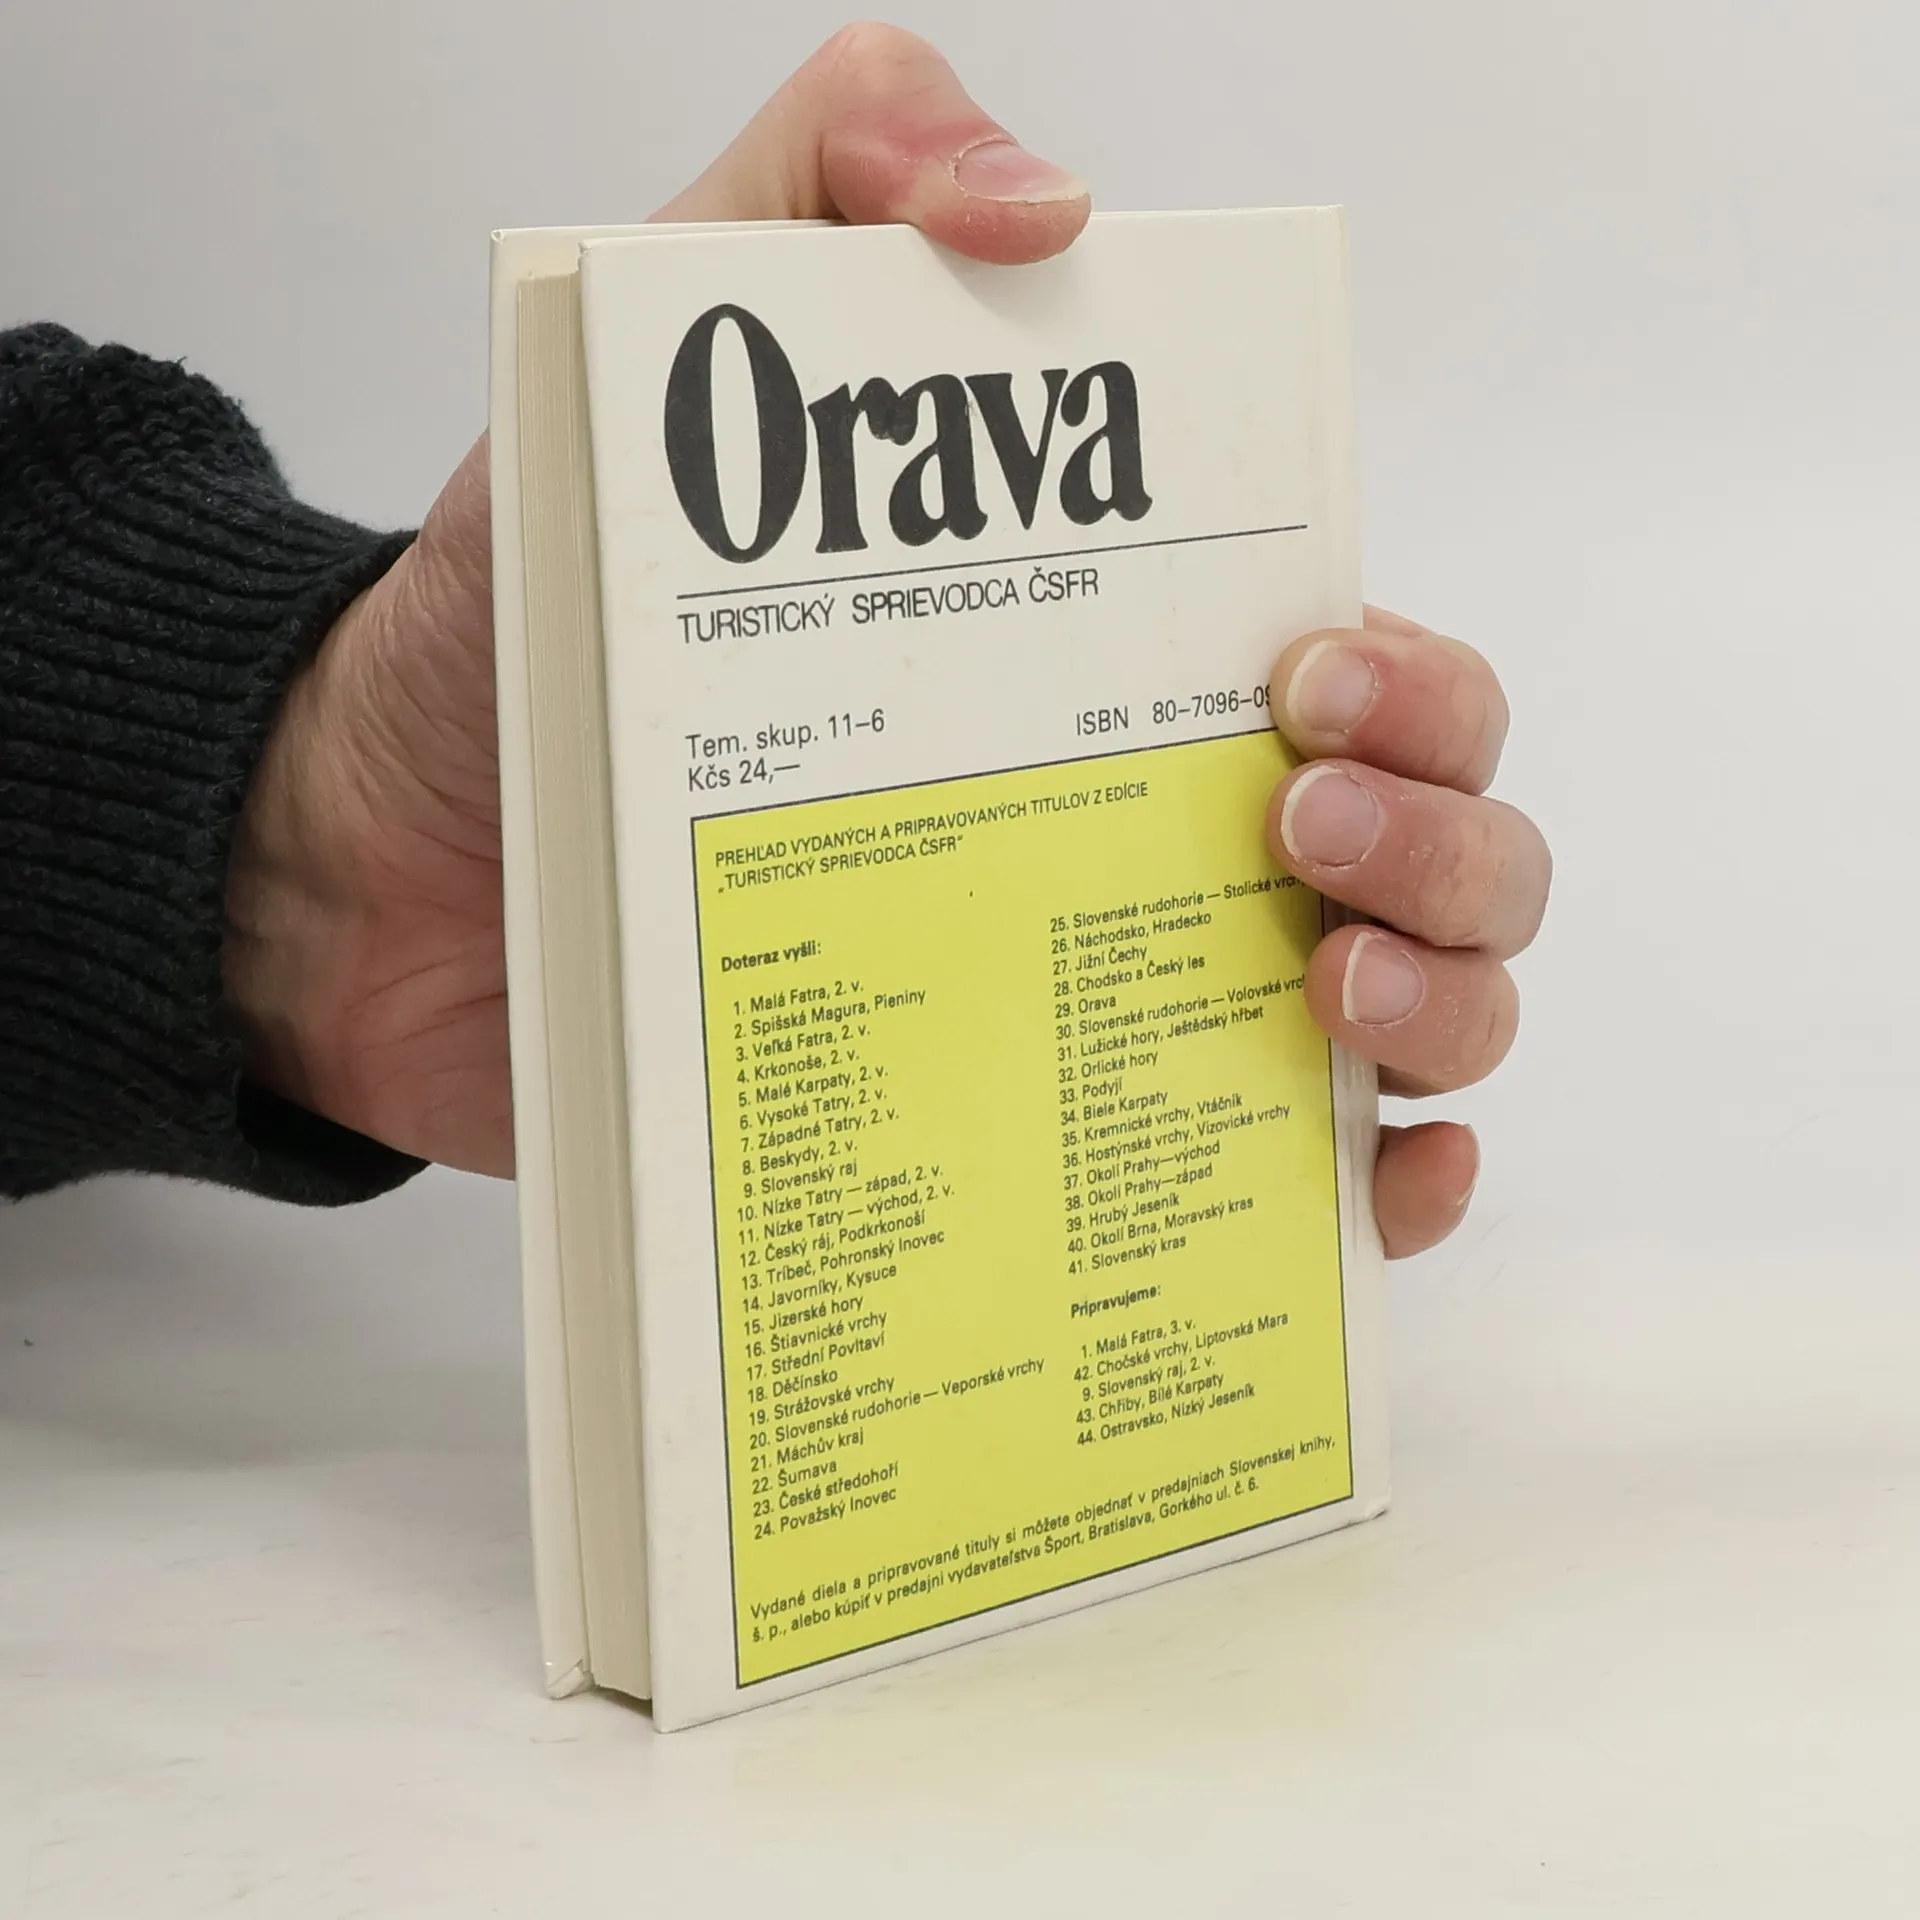 Orava
TURISTICKÝ SPRIEVODCA ČSFR
Tem. skup. 11–6
Kčs 24,—
ISBN 80–7096–09
PREHĽAD VYDANÝCH A PRIPRAVOVANÝCH TITULOV Z EDÍCIE
„TURISTICKÝ SPRIEVODCA ČSFR"
Doteraz vyšli:
1. Malá Fatra, 2. v.
2. Spišská Magura, Pieniny
3. Veľká Fatra, 2. v.
4. Krkonoše, 2. v.
5. Malé Karpaty, 2. v.
6. Vysoké Tatry, 2. v.
7. Západné Tatry, 2. v.
8. Beskydy, 2. v.
9. Slovenský raj
10. Nízke Tatry — západ, 2. v.
11. Nízke Tatry — východ, 2. v.
12. Český ráj, Podkrkonoší
13. Tríbeč, Pohronský Inovec
14. Javorníky, Kysuce
15. Jizerské hory
16. Štiavnické vrchy
17. Střední Povltaví
18. Děčínsko
19. Strážovské vrchy
20. Slovenské rudohorie — Veporské vrchy
21. Máchův kraj
22. Šumava
23. České středohoří
24. Považský Inovec
25. Slovenské rudohorie — Stolické vrchy
26. Náchodsko, Hradecko
27. Jižní Čechy
28. Chodsko a Český les
29. Orava
30. Slovenské rudohorie — Volovské vrc
31. Lužické hory, Ještědský hřbet
32. Orlické hory
33. Podyjí
34. Biele Karpaty
35. Kremnické vrchy, Vtáčnik
36. Hostýnské vrchy, Vizovické vrchy
37. Okolí Prahy—východ
38. Okolí Prahy—západ
39. Hrubý Jeseník
40. Okolí Brna, Moravský kras
41. Slovenský kras
Pripravujeme:
1. Malá Fatra, 3. v.
42. Chočské vrchy, Liptovská Mara
9. Slovenský raj, 2. v.
43. Chřiby, Bílé Karpaty
44. Ostravsko, Nízký Jeseník
Vydané diela a pripravované tituly si môžete objednať v predajniach Slovenskej knihy,
š. p., alebo kúpiť v predajni vydavateľstva Šport, Bratislava, Gorkého ul. č. 6.